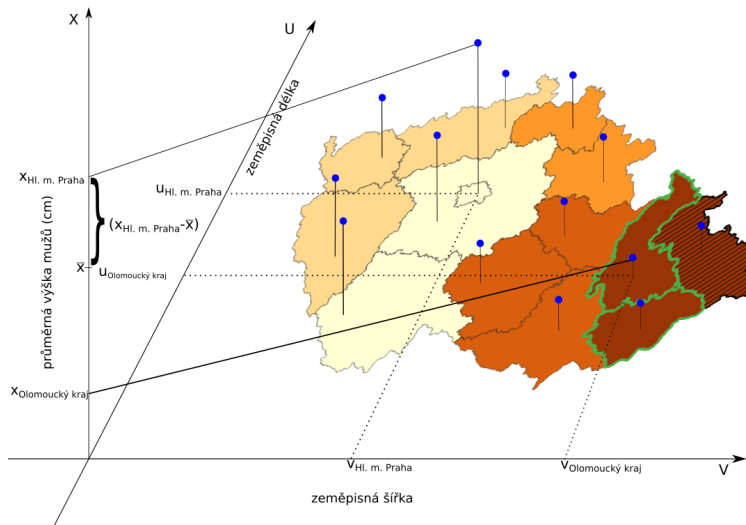 X
U
zeměpisná délka
xHl. m. Praha
uHl. m. Praha
(xHl. m. Praha-x̅)
x̅
uOlomoucký kraj
průměrná výška mužů (cm)
xOlomoucký kraj
vHl. m. Praha
vOlomoucký kraj
V
zeměpisná šířka